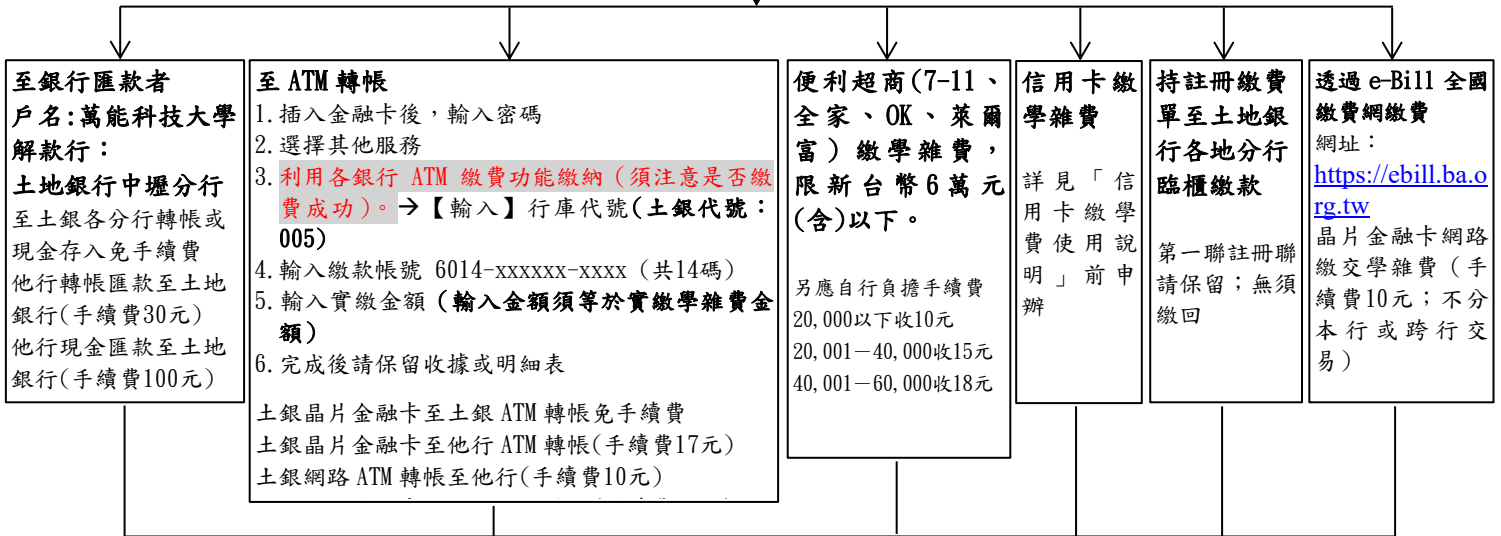 至銀行匯款者
戶名:萬能科技大學
解款行：
土地銀行中壢分行
至土銀各分行轉帳或
現金存入免手續費
他行轉帳匯款至土地
銀行(手續費30元)
他行現金匯款至土地
銀行(手續費100元)
至 ATM 轉帳
1.插入金融卡後，輸入密碼
2.選擇其他服務
3.利用各銀行 ATM 繳費功能繳納（須注意是否繳
費成功）。→【輸入】行庫代號(土銀代號：
005)
4.輸入繳款帳號 6014-xxxxxx-xxxx（共14碼）
5.輸入實繳金額（輸入金額須等於實繳學雜費金
額）
6.完成後請保留收據或明細表
土銀晶片金融卡至土銀 ATM 轉帳免手續費
土銀晶片金融卡至他行 ATM 轉帳(手續費17元)
土銀網路 ATM 轉帳至他行(手續費10元)
便利超商(7-11、
全家、OK、萊爾
富）繳學雜費，
限新台幣6萬元
(含)以下。
另應自行負擔手續費
20,000以下收10元
20,001－40,000收15元
40,001－60,000收18元
信用卡繳
學雜費
詳見「信
用卡繳學
費使用說
明」前申
辦
持註冊繳費
單至土地銀
行各地分行
臨櫃繳款
第一聯註冊聯
請保留；無須
繳回
透過 e-Bill 全國
繳費網繳費
網址：
https://ebill.ba.o
rg.tw
晶片金融卡網路
繳交學雜費（手
續費10元；不分
本行或跨行交
易）